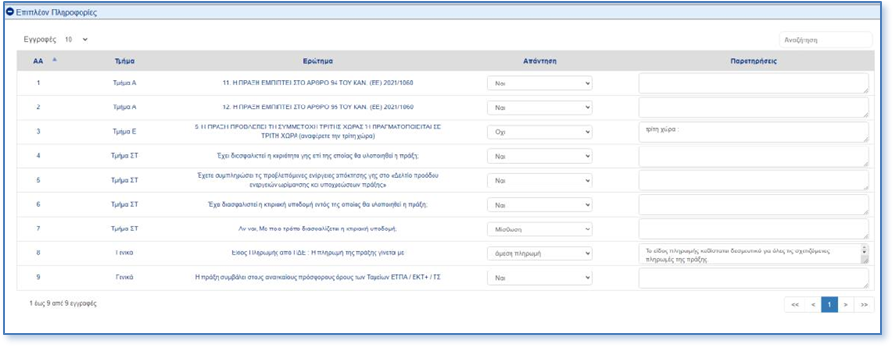 Επιπλέον Πληροφορίες
Εγγραφές 10 Αναζήτηση
ΑΑ Τμήμα Ερώτημα Απάντηση Παρατηρήσεις
1 Τμήμα Α 11. Η ΠΡΑΞΗ ΕΜΠΙΠΤΕΙ ΣΤΟ ΑΡΘΡΟ 94 ΤΟΥ ΚΑΝ. (ΕΕ) 2021/1060 Ναι
2 Τμήμα Α 12. Η ΠΡΑΞΗ ΕΜΠΙΠΤΕΙ ΣΤΟ ΑΡΘΡΟ 95 ΤΟΥ ΚΑΝ. (ΕΕ) 2021/1060 Ναι
3 Τμήμα Ε Η ΠΡΑΞΗ ΠΡΟΒΛΕΠΕΙ ΤΗ ΣΥΜΜΕΤΟΧΗ ΤΡΙΤΗΣ ΧΩΡΑΣ Ή ΠΡΑΓΜΑΤΟΠΟΙΕΙΤΑΙ ΣΕ Όχι τρίτη χώρα :
ΤΡΙΤΗ ΧΩΡΑ (αναφέρετε την τρίτη χώρα)
4 Τμήμα ΣΤ Έχει διασφαλιστεί η κυριότητα γης επί της οποίας θα υλοποιηθεί η πράξη; Ναι
5 Τμήμα ΣΤ Έχετε συμπληρώσει τις προβλεπόμενες ενέργειες απόκτησης γης στο «Δελτίο προόδου Ναι
ενεργειών ωρίμανσης και υποχρεώσεων πράξης»
6 Τμήμα ΣΤ Έχει διασφαλιστεί η κτιριακή υποδομή εντός της οποίας θα υλοποιηθεί η πράξη; Ναι
7 Τμήμα ΣΤ Αν ναι, Με ποιο τρόπο διασφαλίζεται η κτιριακή υποδομή; Μίσθωση
8 Γενικά Είδος Πληρωμής από ΠΔΕ : Η πληρωμή της πράξης γίνεται με άμεση πληρωμή Το είδος πληρωμής καθίσταται δεσμευτικό για όλες τις σχετιζόμενες
πληρωμές της πράξης
9 Γενικά Η πράξη συμβάλει στους αναγκαίους πρόσφορους όρους των Ταμείων ΕΤΠΑ / ΕΚΤ+ / ΤΣ Ναι
1 έως 9 από 9 εγγραφές << < 1 > >>